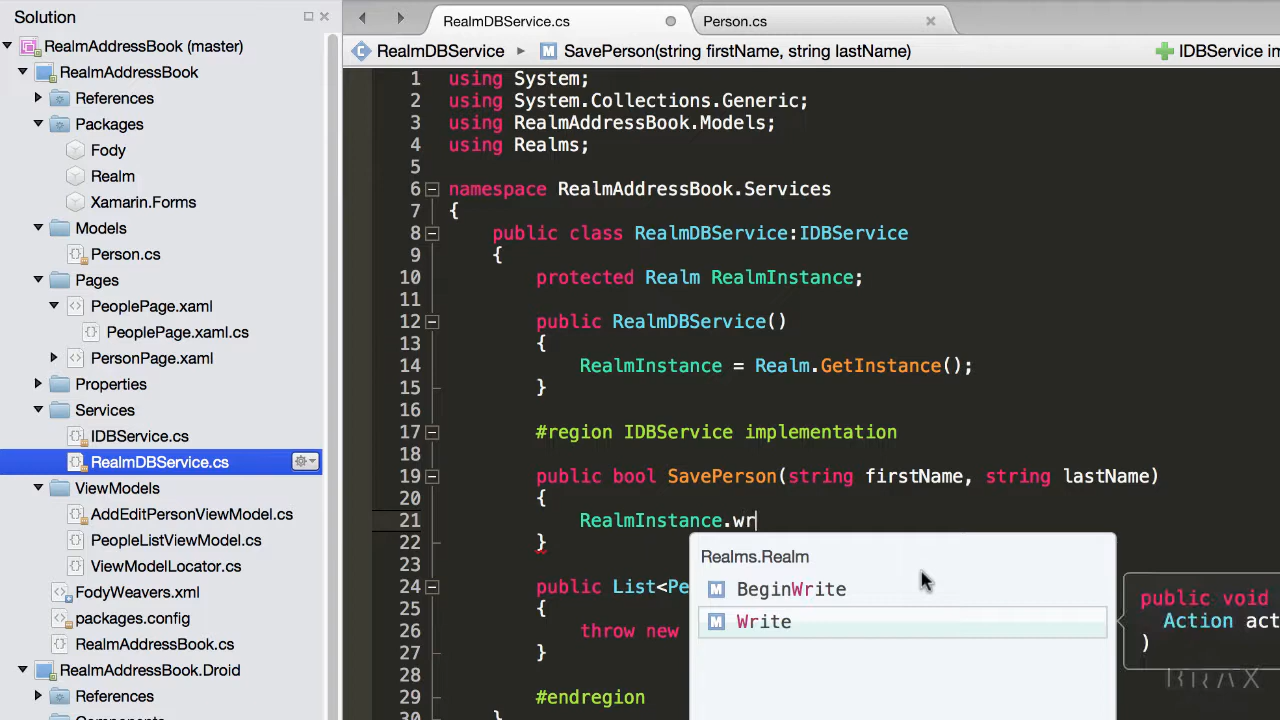 Solution
RealmAddressBook (master)
RealmAddressBook
References
Packages
Fody
Realm
Xamarin.Forms
Models
Person.cs
Pages
PeoplePage.xaml
PeoplePage.xaml.cs
PersonPage.xaml
Properties
Services
IDBService.cs
RealmDBService.cs
ViewModels
AddEditPersonViewModel.cs
PeopleListViewModel.cs
ViewModelLocator.cs
FodyWeavers.xml
packages.config
RealmAddressBook.cs
RealmAddressBook.Droid
References
RealmDBService.cs
Person.cs
RealmDBService
M SavePerson(string firstName, string lastName)
IDBService im
1 using System;
2 using System.Collections.Generic;
3 using RealmAddressBook.Models;
4 using Realms;
5
6 namespace RealmAddressBook.Services
7 {
8 public class RealmDBService:IDBService
9 {
10 protected Realm RealmInstance;
11
12 public RealmDBService()
13 {
14 RealmInstance = Realm.GetInstance();
15 }
16
17 #region IDBService implementation
18
19 public bool SavePerson(string firstName, string lastName)
20 {
21 RealmInstance.wr
22 }
23
24 public List<Pe
25 {
26 throw new
27 }
28
29 #endregion
30 }
Realms.Realm
M BeginWrite
M Write
public void
Action act
)
BRAX